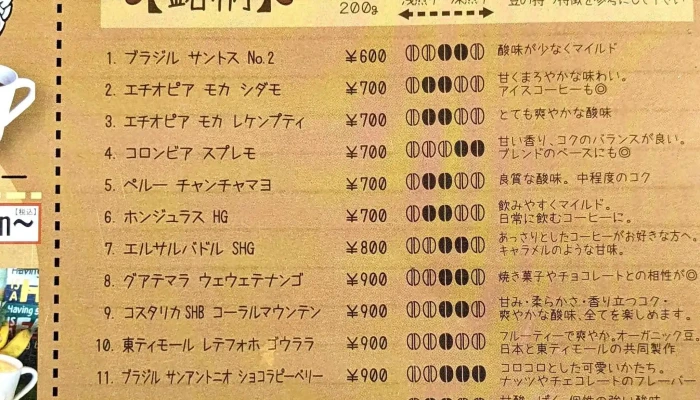 【銘柄】
200g
1. ブラジル サントス No.2 ¥600 酸味が少なくマイルド
2. エチオピア モカ シダモ ¥700 甘くまろやかな味わい。
アイスコーヒーも◎
3. エチオピア モカ レケンプティ ¥700 とても爽やかな酸味
4. コロンビア スプレモ ¥700 甘い香り、コクのバランスが良い。
ブレンドのベースにも◎
5. ペルー チャンチャマヨ ¥700 良質な酸味。中程度のコク
6. ホンジュラス HG ¥700 飲みやすくマイルド。
日常に飲むコーヒーに。
7. エルサルバドル SHG ¥800 あっさりとしたコーヒーがお好きな方へ。
キャラメルのような甘味。
8. グアテマラ ウェウェテナンゴ ¥900 焼き菓子やチョコレートとの相性が◎
9. コスタリカSHB コーラルマウンテン ¥900 甘み・柔らかさ・香り立つコク・
爽やかな酸味、全てを楽しめます。
10. 東ティモール レテフォホ ゴウララ ¥900 フルーティーで爽やか。オーガニック豆。
日本と東ティモールの共同製作
11. ブラジル サンアントニオ ショコラピーベリー ¥900 コロコロとした可愛いかたち。
ナッツやチェコレートのフレーバー
【税込】
n〜